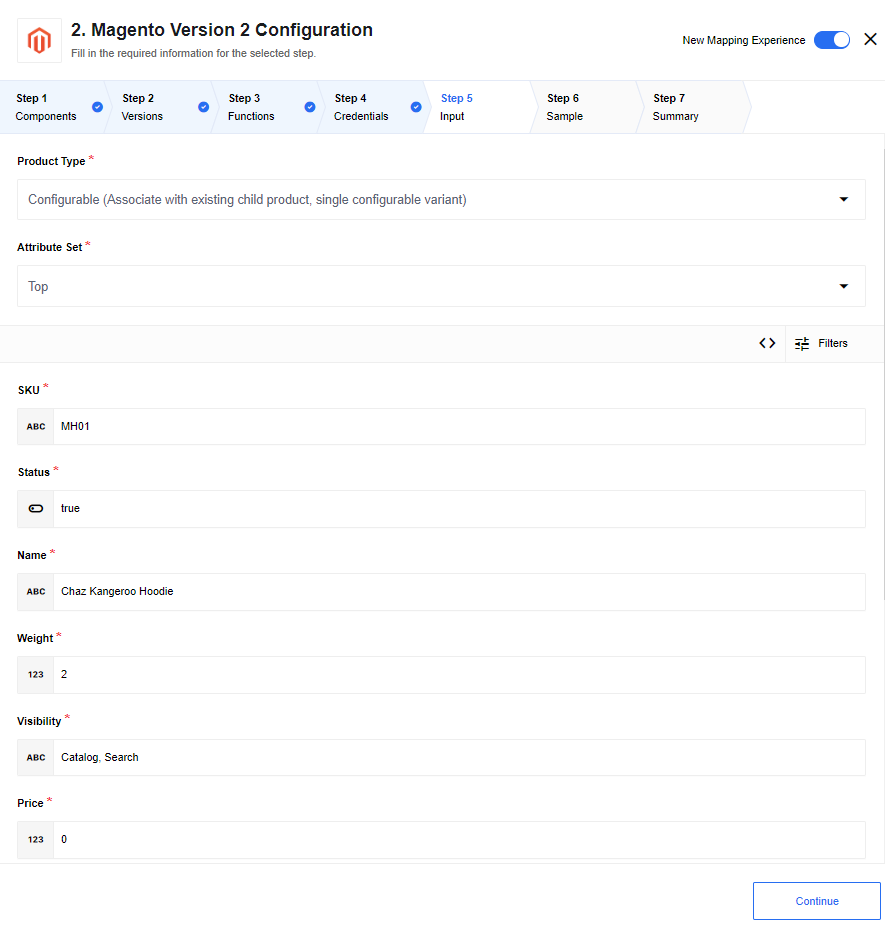 2. Magento Version 2 Configuration
Fill in the required information for the selected step.
New Mapping Experience
Step 1
Components
Step 2
Versions
Step 3
Functions
Step 4
Credentials
Step 5
Input
Step 6
Sample
Step 7
Summary
Product Type *
Configurable (Associate with existing child product, single configurable variant)
Attribute Set *
Top
Filters
SKU *
ABC MH01
Status *
true
Name *
ABC Chaz Kangeroo Hoodie
Weight *
123 2
Visibility *
ABC Catalog, Search
Price *
123 0
Continue